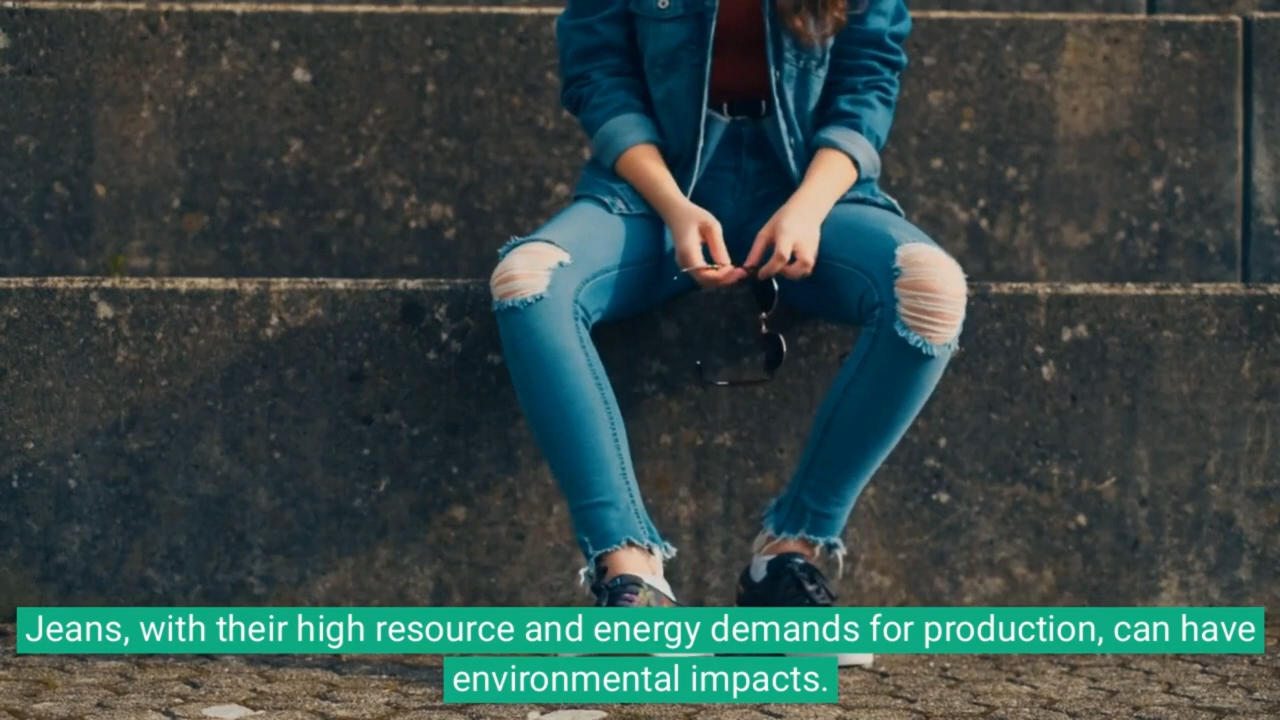 Jeans, with their high resource and energy demands for production, can have
environmental impacts.